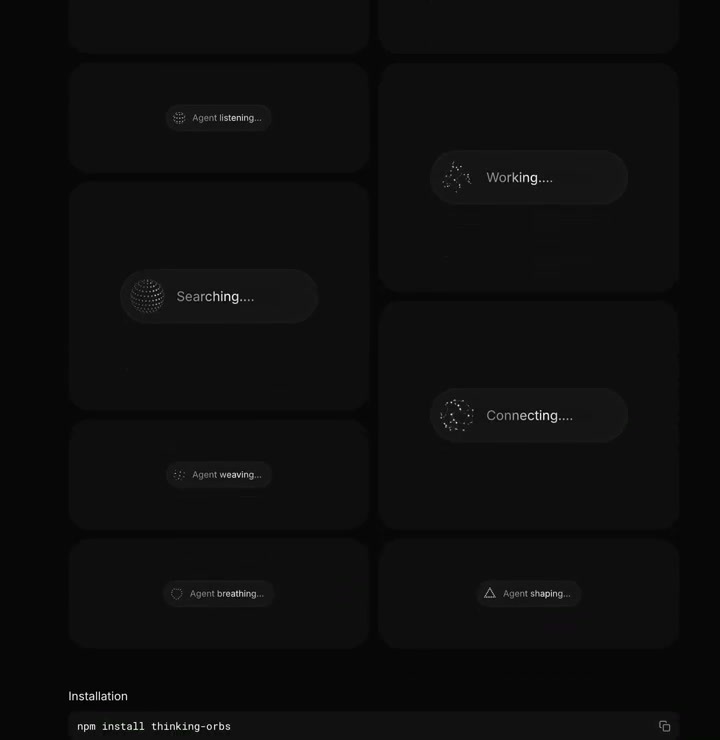 Agent listening...
Working....
Searching....
Connecting....
Agent weaving...
Agent breathing...
Agent shaping...
Installation
npm install thinking-orbs